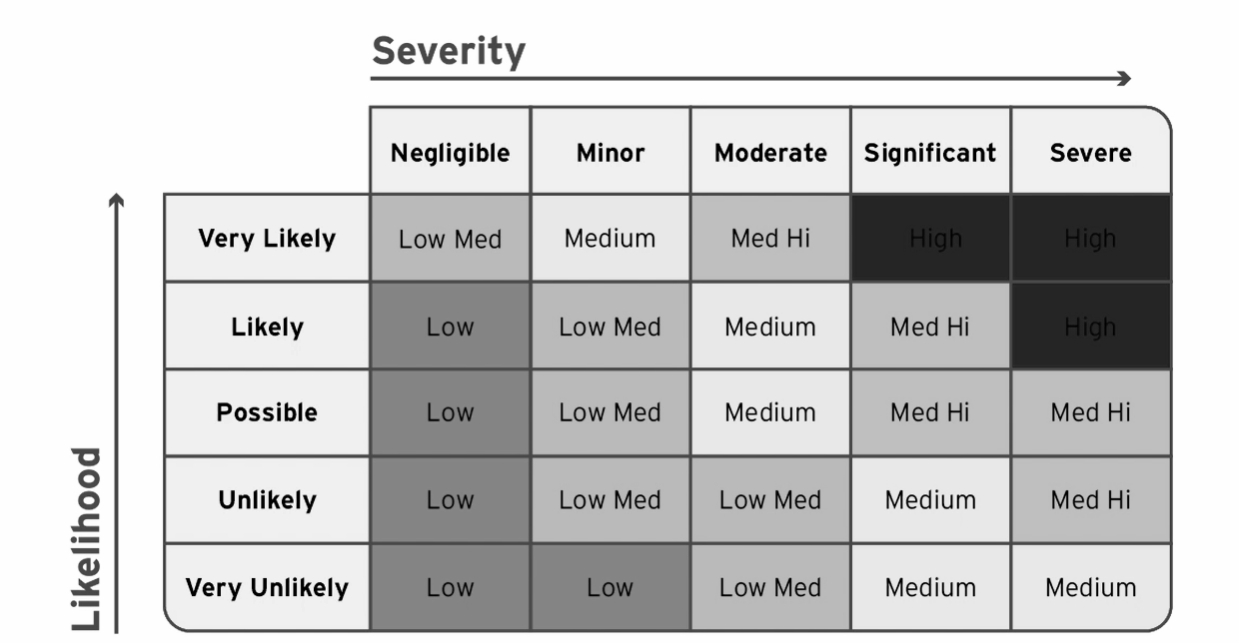 Severity
Negligible Minor Moderate Significant Severe
Very Likely Low Med Medium Med Hi High High
Likely Low Low Med Medium Med Hi High
Possible Low Low Med Medium Med Hi Med Hi
Unlikely Low Low Med Low Med Medium Med Hi
Very Unlikely Low Low Low Med Medium Medium
Likelihood